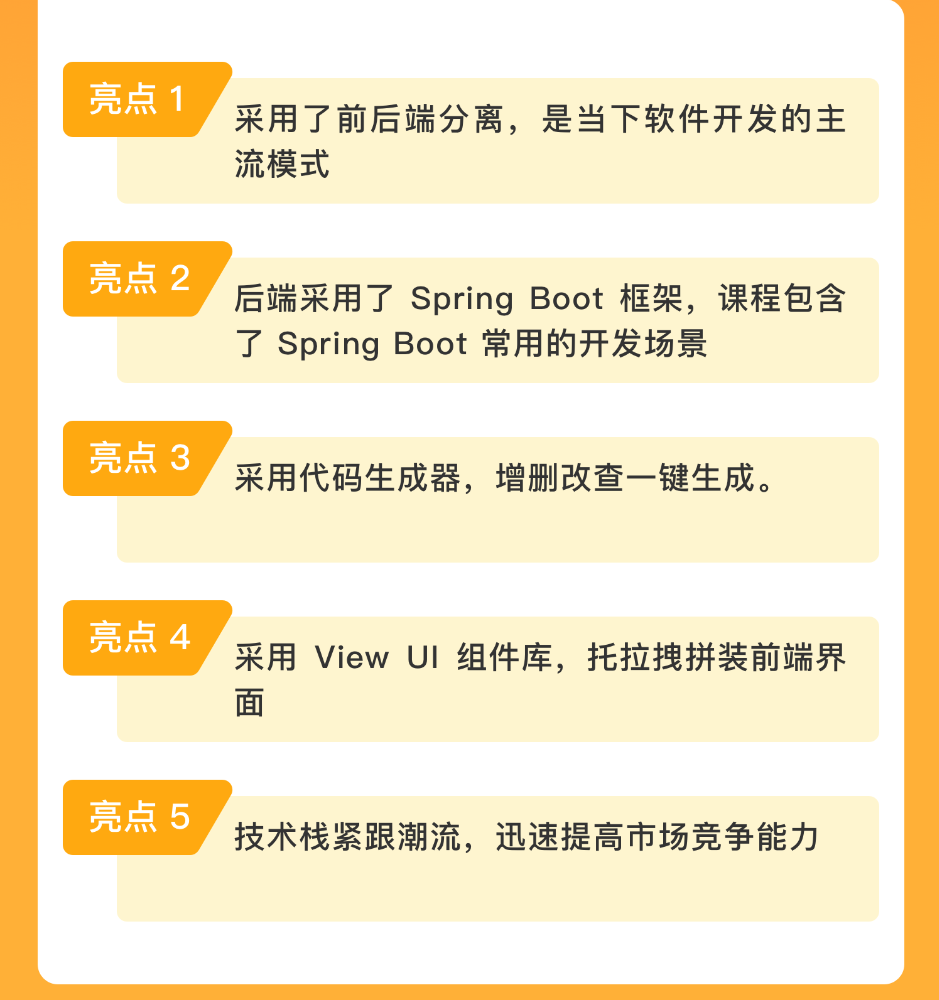 亮点 1
采用了前后端分离，是当下软件开发的主
流模式
亮点 2
后端采用了 Spring Boot 框架，课程包含
了 Spring Boot 常用的开发场景
亮点 3
采用代码生成器，增删改查一键生成。
亮点 4
采用 View UI 组件库，托拉拽拼装前端界
面
亮点 5
技术栈紧跟潮流，迅速提高市场竞争能力